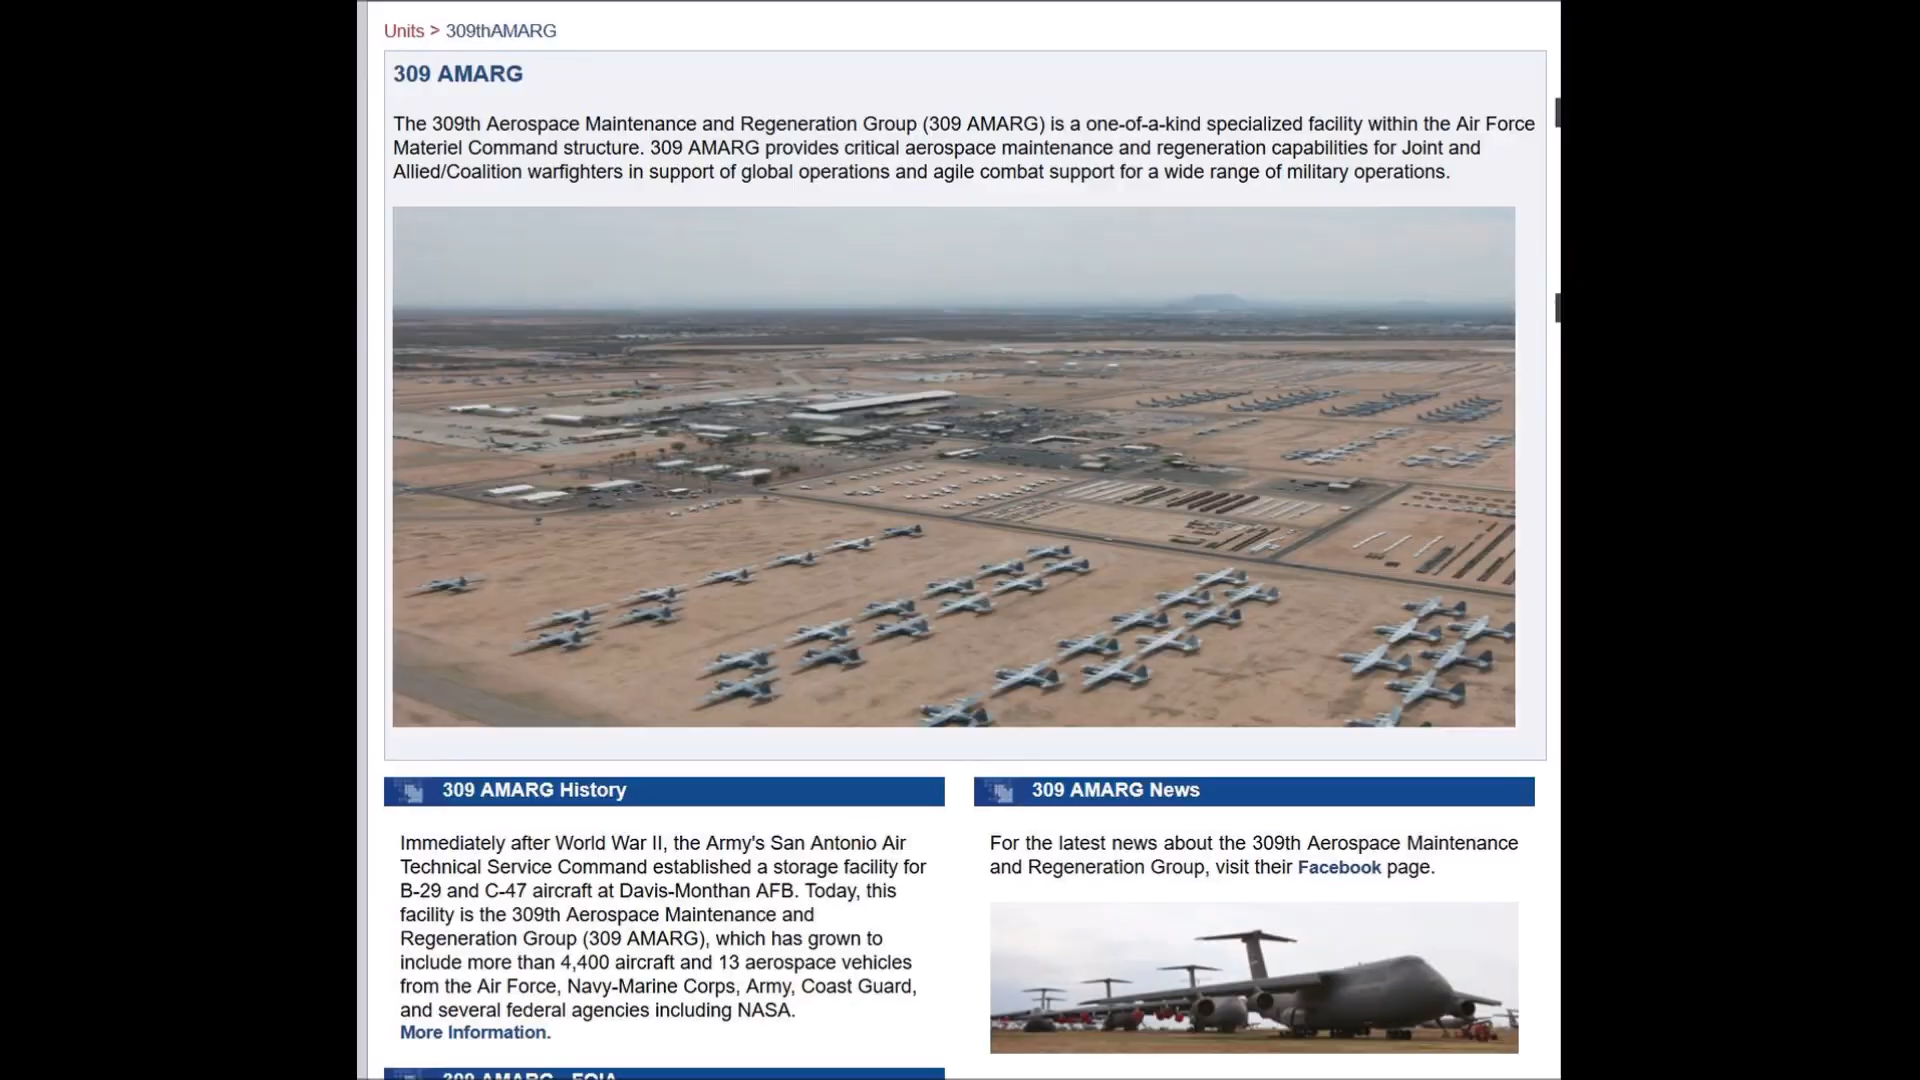 Units > 309thAMARG
309 AMARG
The 309th Aerospace Maintenance and Regeneration Group (309 AMARG) is a one-of-a-kind specialized facility within the Air Force
Materiel Command structure. 309 AMARG provides critical aerospace maintenance and regeneration capabilities for Joint and
Allied/Coalition warfighters in support of global operations and agile combat support for a wide range of military operations.
309 AMARG History
Immediately after World War II, the Army's San Antonio Air
Technical Service Command established a storage facility for
B-29 and C-47 aircraft at Davis-Monthan AFB. Today, this
facility is the 309th Aerospace Maintenance and
Regeneration Group (309 AMARG), which has grown to
include more than 4,400 aircraft and 13 aerospace vehicles
from the Air Force, Navy-Marine Corps, Army, Coast Guard,
and several federal agencies including NASA.
More Information.
309 AMARG News
For the latest news about the 309th Aerospace Maintenance
and Regeneration Group, visit their Facebook page.
309 AMARG - FOIA